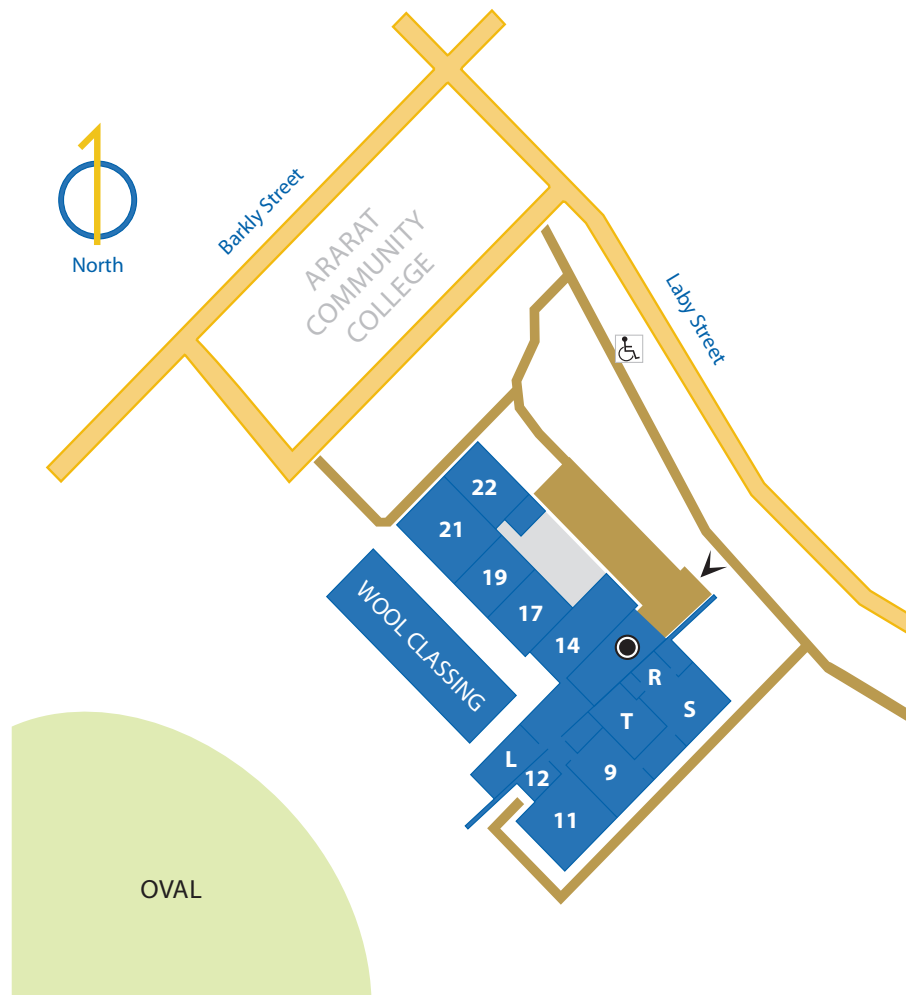 Barkly Street
North
ARARAT
COMMUNITY
COLLEGE
Laby Street
22
21
19
17
14
WOOL CLASSING
R
S
T
L
12
9
11
OVAL